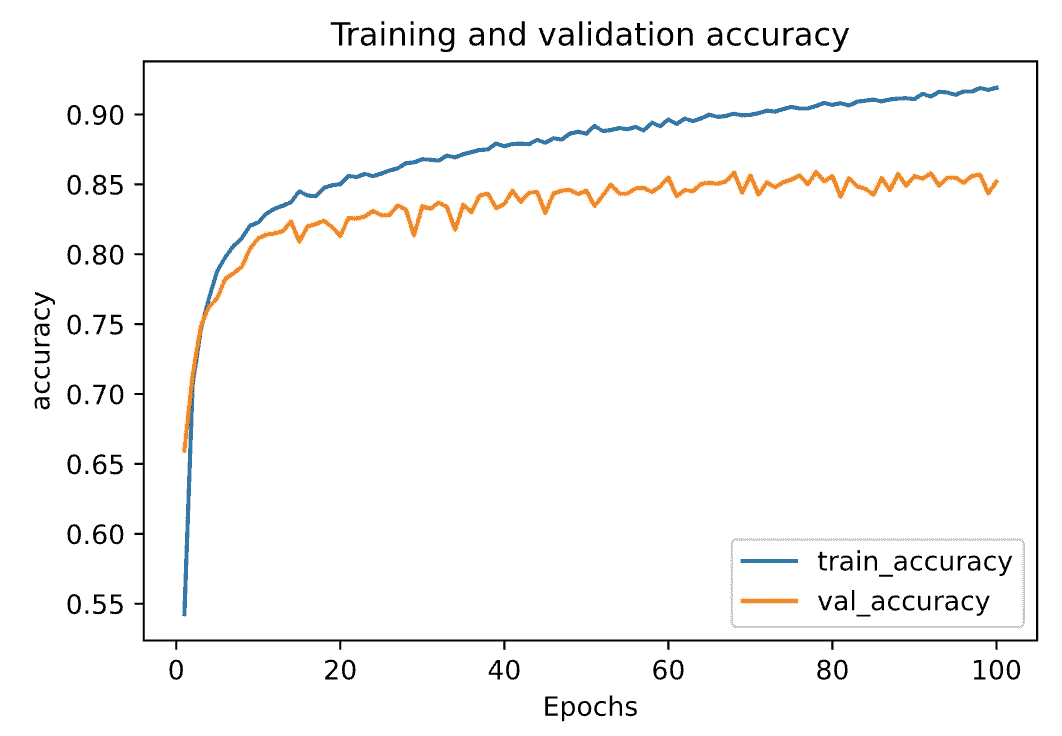 Training and validation accuracy
0.90
0.85
0.80
0.75
0.70
0.65
0.60
0.55
accuracy
train_accuracy
val_accuracy
0 20 40 60 80 100
Epochs